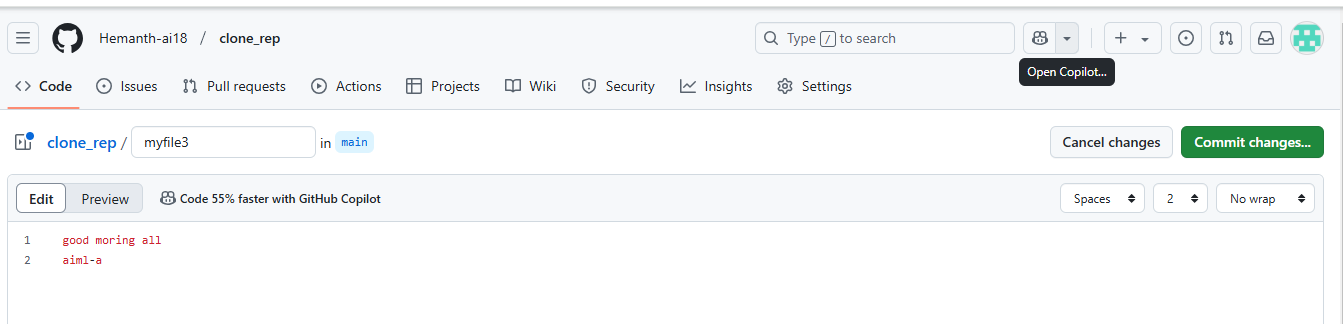 Hemanth-ai18 / clone_rep Type / to search
Open Copilot...
Code Issues Pull requests Actions Projects Wiki Security Insights Settings
clone_rep / myfile3 in main Cancel changes Commit changes...
Edit Preview Code 55% faster with GitHub Copilot Spaces 2 No wrap
1 good moring all
2 aiml-a